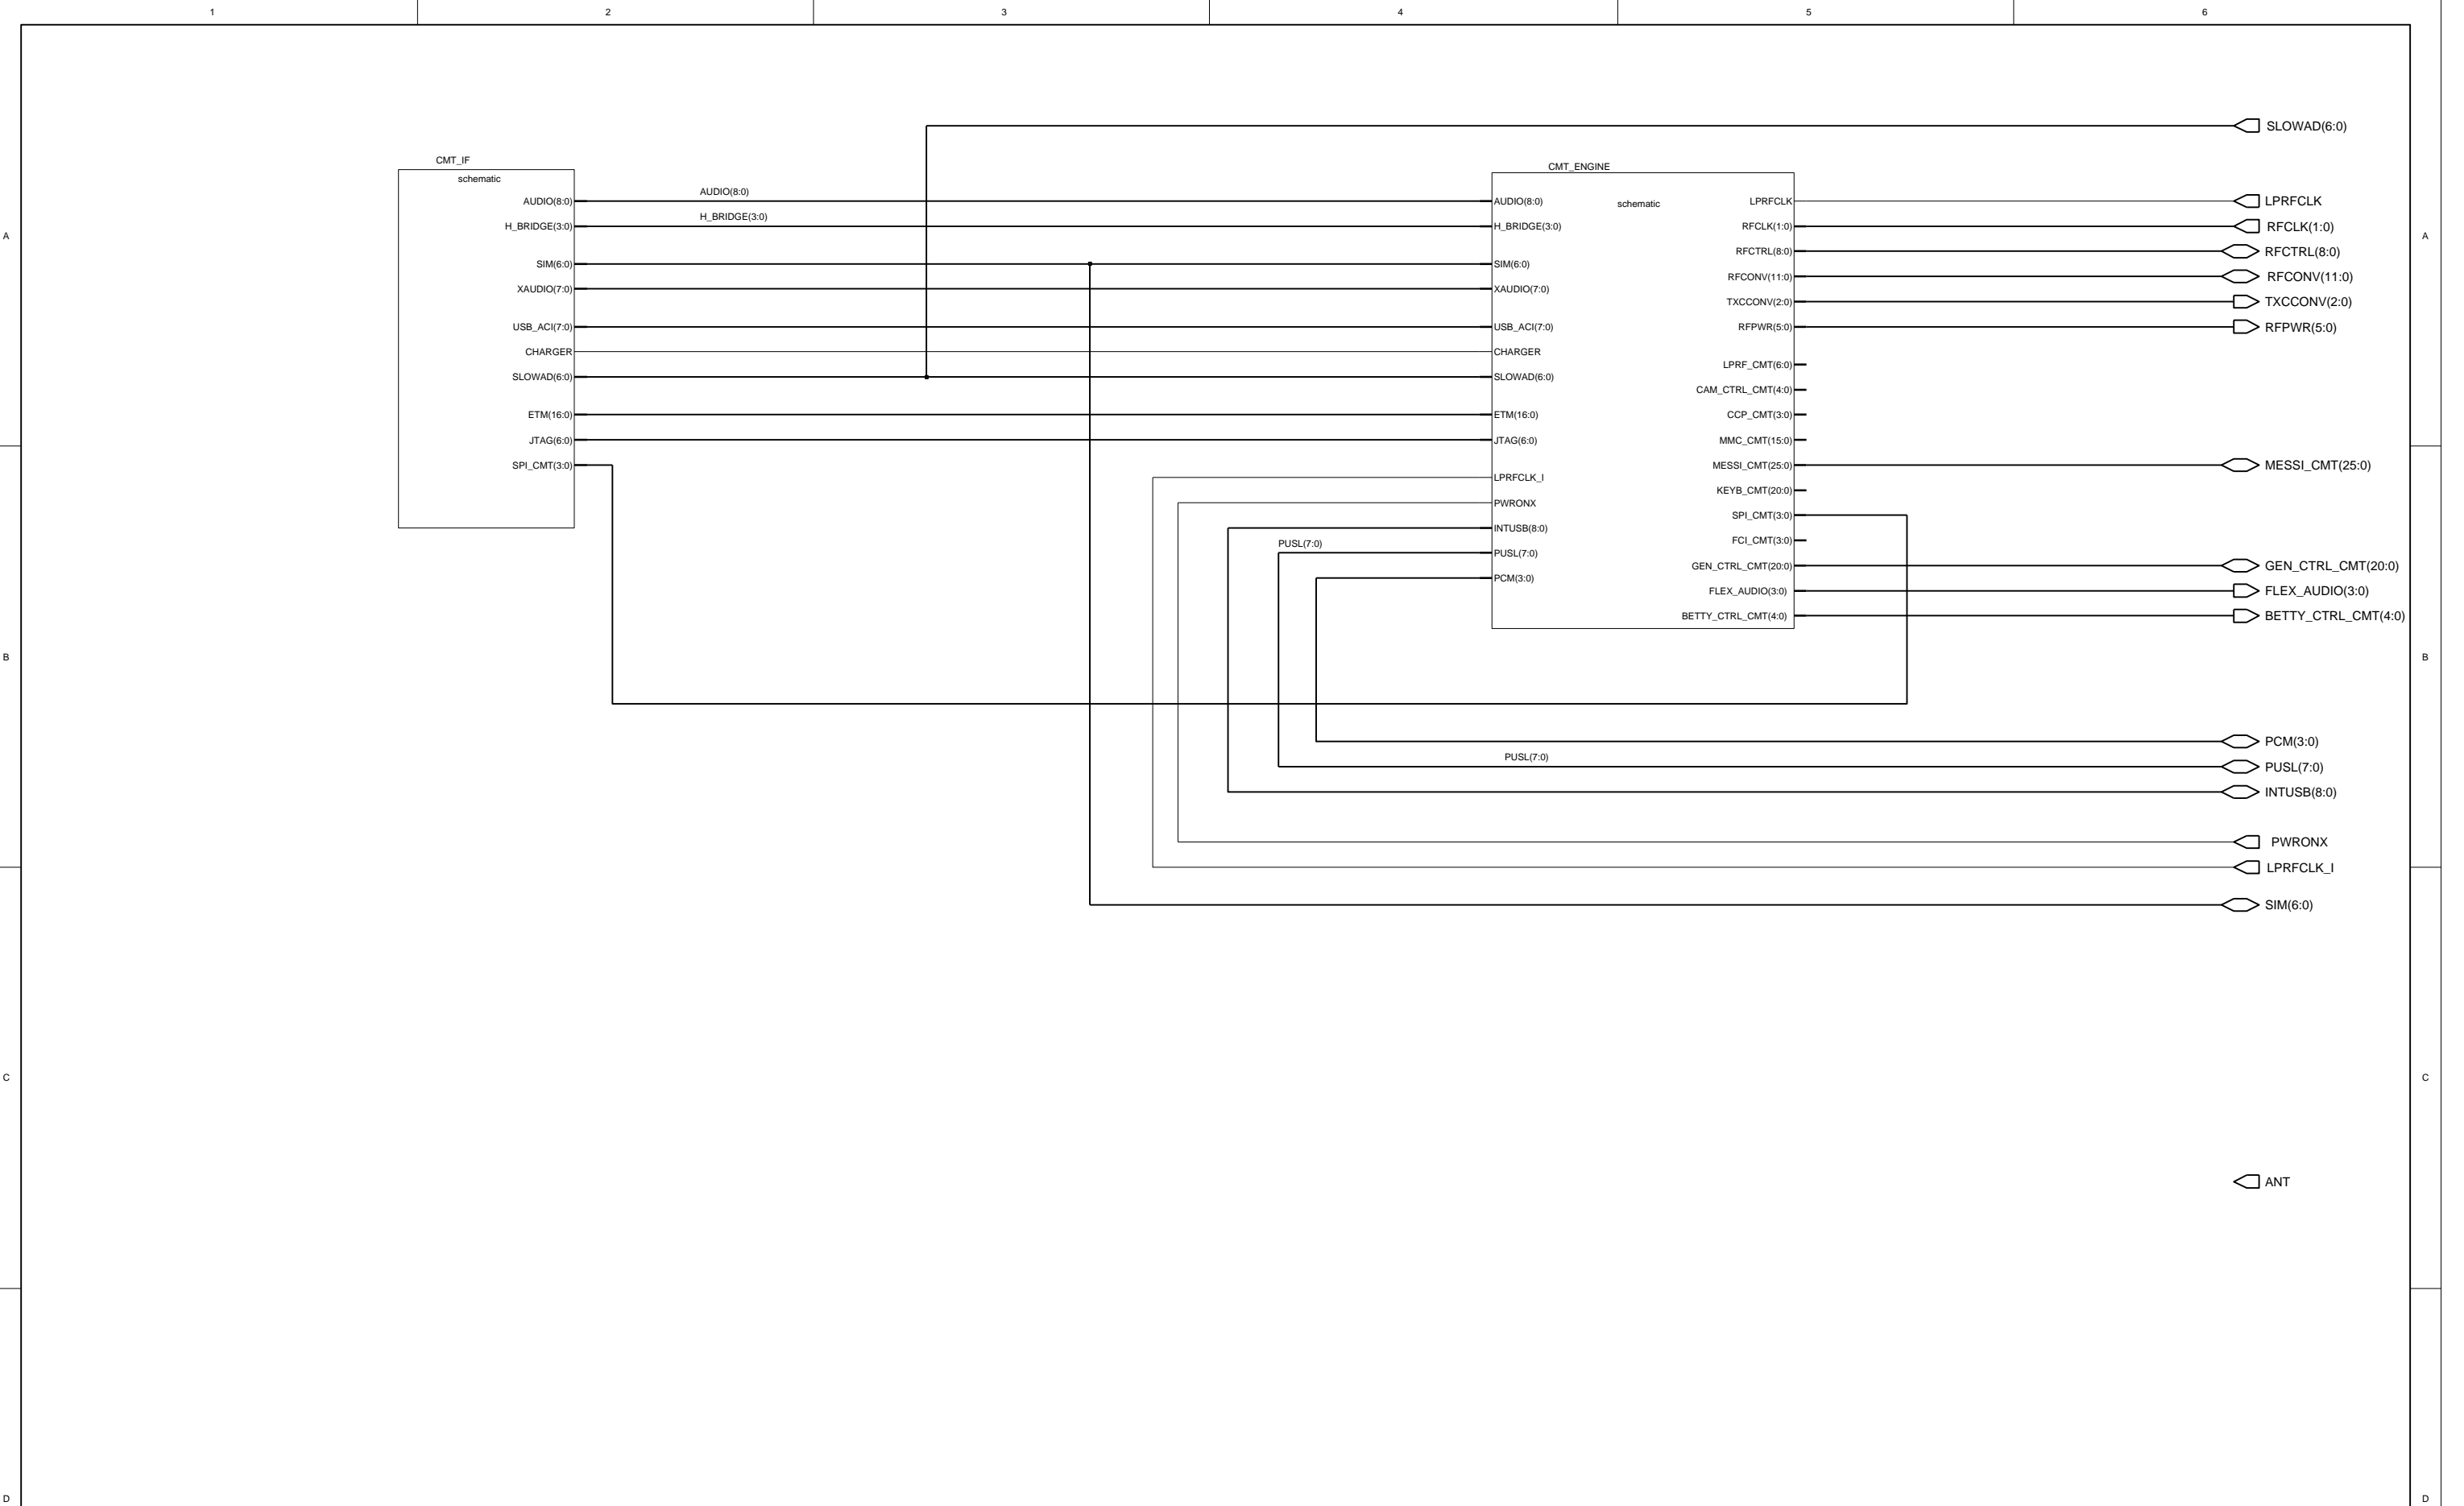 1 2 3 4 5 6
SLOWAD(6:0)
CMT_IF
schematic
AUDIO(8:0)
H_BRIDGE(3:0)
SIM(6:0)
XAUDIO(7:0)
USB_ACI(7:0)
CHARGER
SLOWAD(6:0)
ETM(16:0)
JTAG(6:0)
SPI_CMT(3:0)
AUDIO(8:0)
H_BRIDGE(3:0)
CMT_ENGINE
schematic
AUDIO(8:0)
H_BRIDGE(3:0)
SIM(6:0)
XAUDIO(7:0)
USB_ACI(7:0)
CHARGER
SLOWAD(6:0)
ETM(16:0)
JTAG(6:0)
LPRFCLK_I
PWRONX
INTUSB(8:0)
PUSL(7:0)
PUSL(7:0)
PCM(3:0)
LPRFCLK
RFCLK(1:0)
RFCTRL(8:0)
RFCONV(11:0)
TXCCONV(2:0)
RFPWR(5:0)
LPRF_CMT(6:0)
CAM_CTRL_CMT(4:0)
CCP_CMT(3:0)
MMC_CMT(15:0)
MESSI_CMT(25:0)
KEYB_CMT(20:0)
SPI_CMT(3:0)
FCI_CMT(3:0)
GEN_CTRL_CMT(20:0)
FLEX_AUDIO(3:0)
BETTY_CTRL_CMT(4:0)
LPRFCLK
RFCLK(1:0)
RFCTRL(8:0)
RFCONV(11:0)
TXCCONV(2:0)
RFPWR(5:0)
MESSI_CMT(25:0)
GEN_CTRL_CMT(20:0)
FLEX_AUDIO(3:0)
BETTY_CTRL_CMT(4:0)
PCM(3:0)
PUSL(7:0)
PUSL(7:0)
INTUSB(8:0)
PWRONX
LPRFCLK_I
SIM(6:0)
ANT
A
A
B
B
C
C
D
D